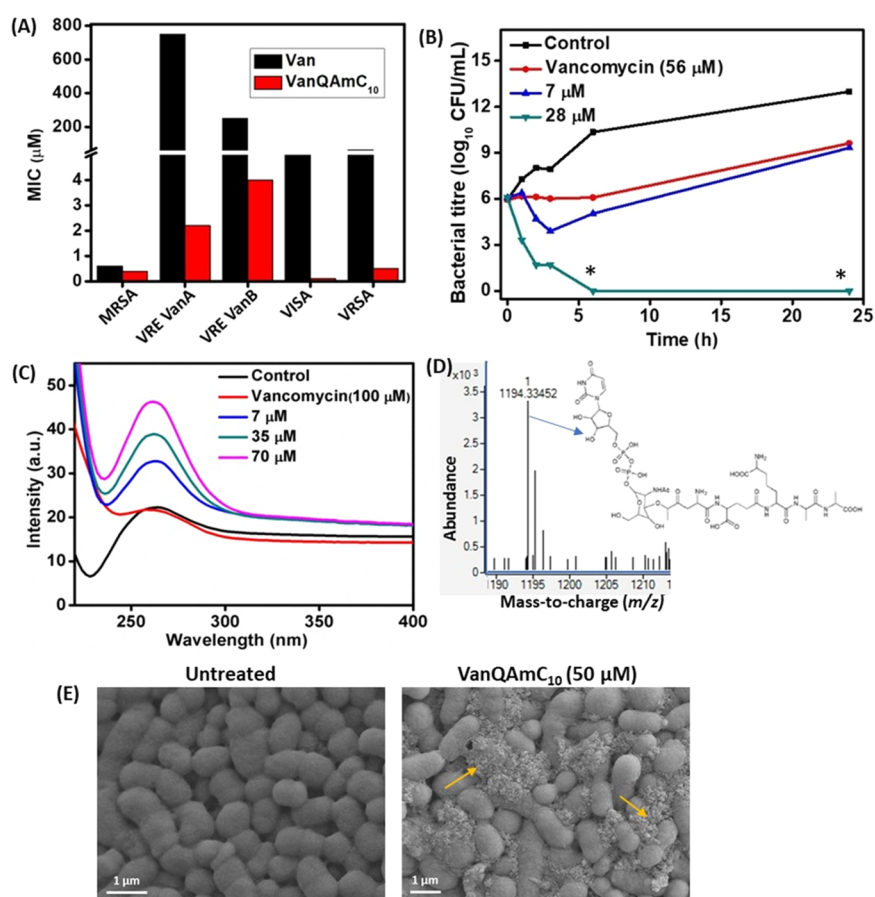 (A)
800
600
400
200
4
3
2
1
0
MIC (μM)
Van
VanQAmC10
MRSA
VRE VanA
VRE VanB
VISA
VRSA
(B)
Control
Vancomycin (56 μM)
7 μM
28 μM
15
12
9
6
3
0
Bacterial titre (log10 CFU/mL)
*
*
0
5
10
15
20
25
Time (h)
(C)
Control
Vancomycin(100 μM)
7 μM
35 μM
70 μM
50
40
30
20
10
0
Intensity (a.u.)
250
300
350
400
Wavelength (nm)
(D)
x10 3
3.5
3
2.5
2
1.5
1
0.5
0
Abundance
1
1194.33452
190
1195
1200
1205
1210
1
Mass-to-charge (m/z)
(E)
Untreated
VanQAmC10 (50 μM)
1 μm
1 μm